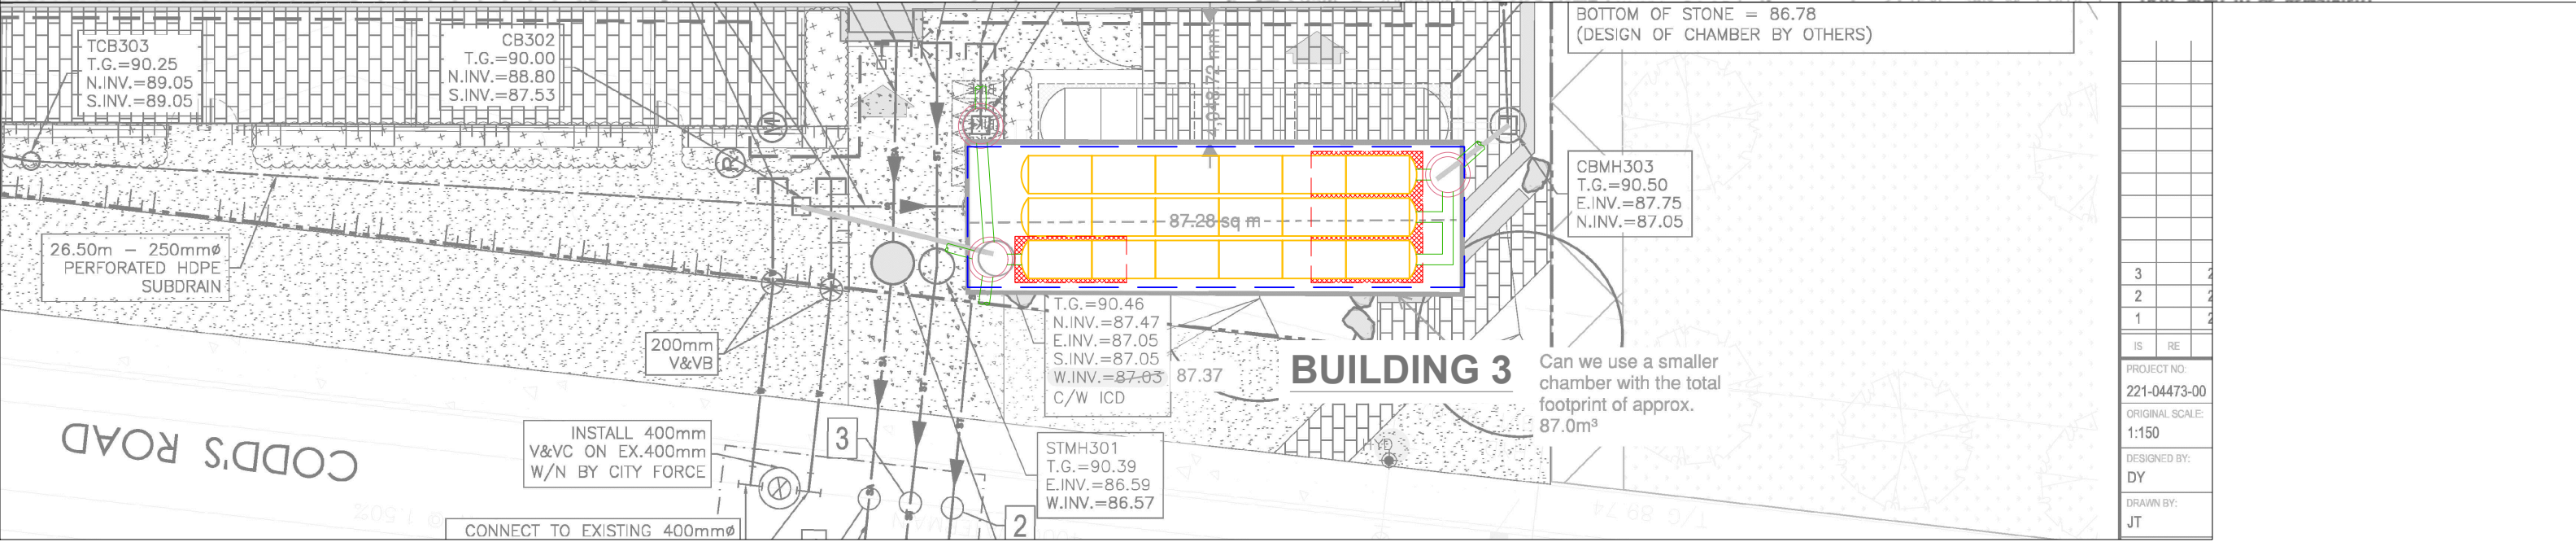 BOTTOM OF STONE = 86.78
(DESIGN OF CHAMBER BY OTHERS)
TCB303
T.G.=90.25
N.INV.=89.05
S.INV.=89.05
CB302
T.G.=90.00
N.INV.=88.80
S.INV.=87.53
M
R
CBMH303
T.G.=90.50
E.INV.=87.75
N.INV.=87.05
87.28 sq m
26.50m – 250mmø
PERFORATED HDPE
SUBDRAIN
200mm
V&VB
T.G.=90.46
N.INV.=87.47
E.INV.=87.05
S.INV.=87.05
W.INV.=87.03 87.37
C/W ICD
BUILDING 3
Can we use a smaller
chamber with the total
footprint of approx.
87.0m³
CODD'S ROAD
INSTALL 400mm
V&VC ON EX.400mm
W/N BY CITY FORCE
3
STMH301
T.G.=90.39
E.INV.=86.59
W.INV.=86.57
HYD
2
CONNECT TO EXISTING 400mmø
T.G 89.74
@ 1.50%
3
2
1
IS RE
PROJECT NO:
221-04473-00
ORIGINAL SCALE:
1:150
DESIGNED BY:
DY
DRAWN BY:
JT